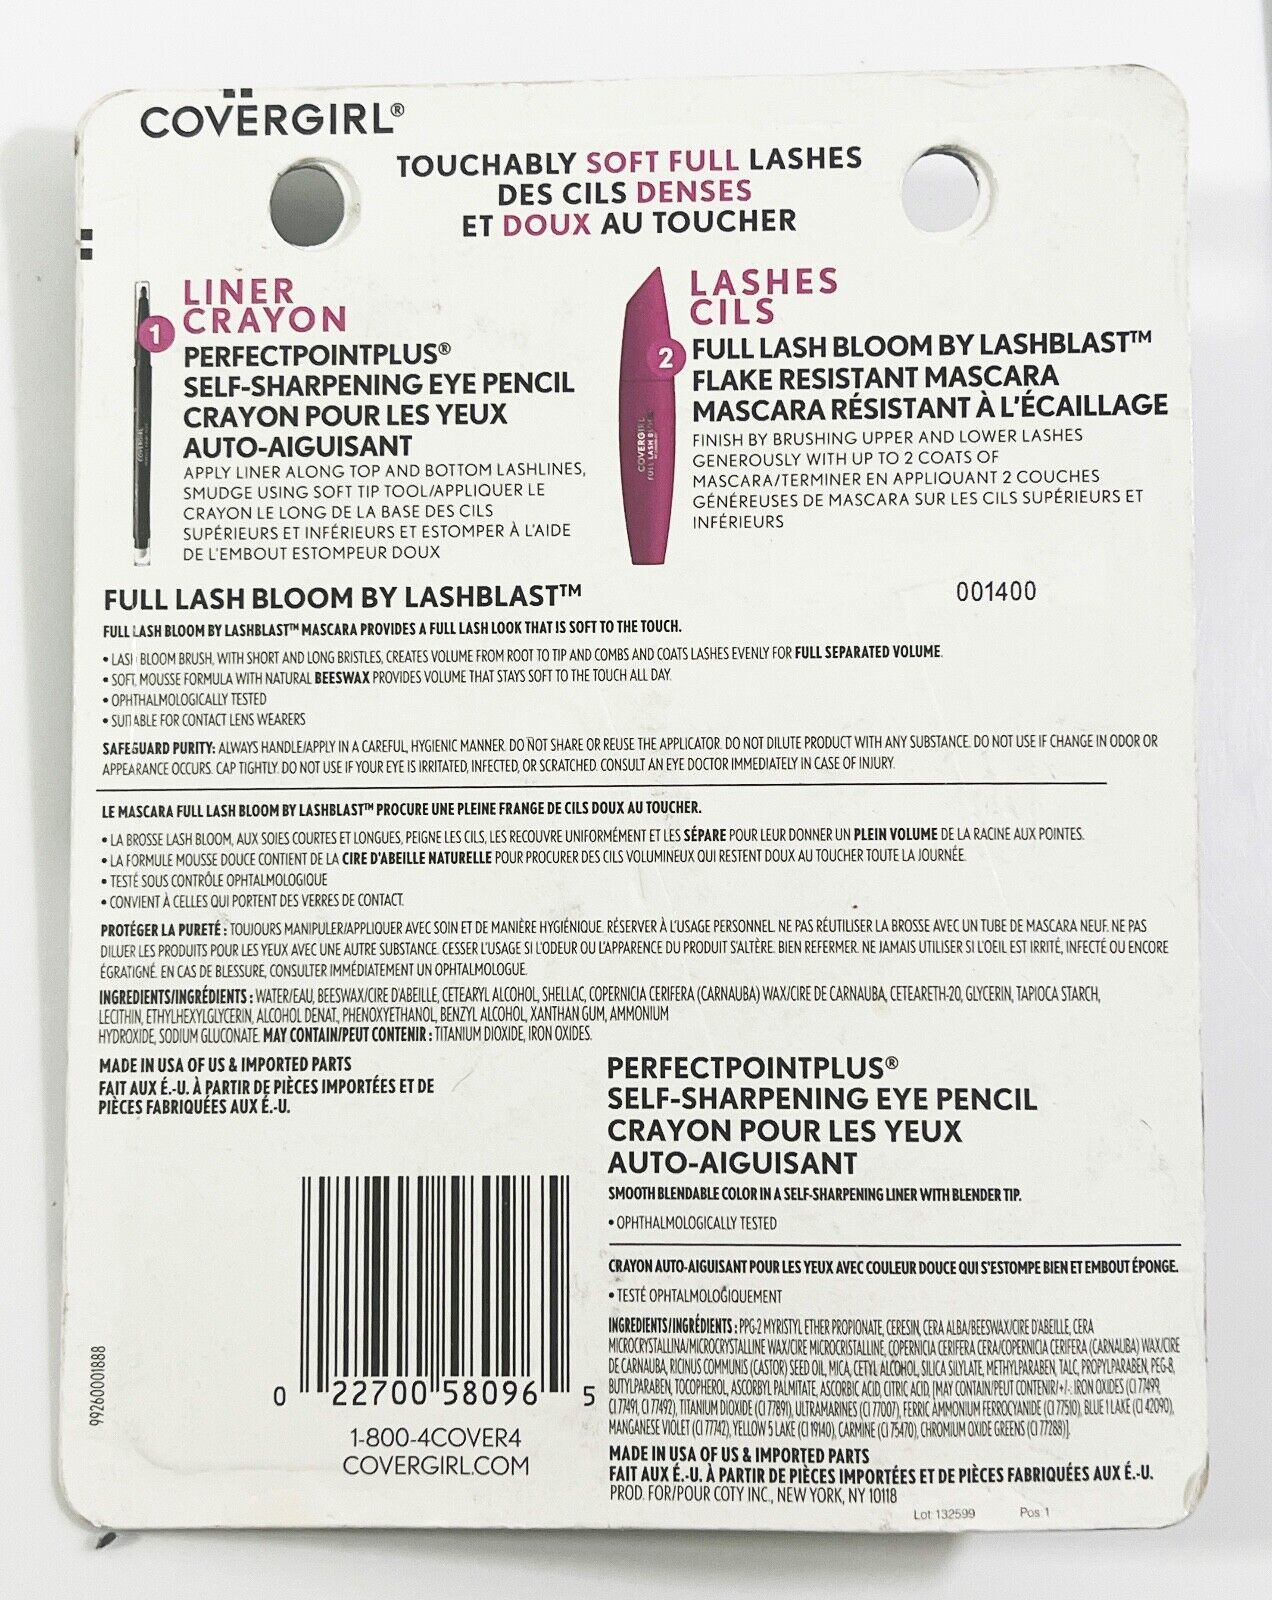 COVERGIRL®
TOUCHABLY SOFT FULL LASHES
DES CILS DENSES
ET DOUX AU TOUCHER
1
LINER
CRAYON
PERFECTPOINTPLUS®
SELF-SHARPENING EYE PENCIL
CRAYON POUR LES YEUX
AUTO-AIGUISANT
APPLY LINER ALONG TOP AND BOTTOM LASHLINES,
SMUDGE USING SOFT TIP TOOL/APPLIQUER LE
CRAYON LE LONG DE LA BASE DES CILS
SUPÉRIEURS ET INFÉRIEURS ET ESTOMPER À L'AIDE
DE L'EMBOUT ESTOMPEUR DOUX
COVERGIRL
2
LASHES
CILS
FULL LASH BLOOM BY LASHBLAST™
FLAKE RESISTANT MASCARA
MASCARA RÉSISTANT À L'ÉCAILLAGE
FINISH BY BRUSHING UPPER AND LOWER LASHES
GENEROUSLY WITH UP TO 2 COATS OF
MASCARA/TERMINER EN APPLIQUANT 2 COUCHES
GÉNÉREUSES DE MASCARA SUR LES CILS SUPÉRIEURS ET
INFÉRIEURS
COVERGIRL
FULL LASH BLOOM
FULL LASH BLOOM BY LASHBLAST™
001400
FULL LASH BLOOM BY LASHBLAST™ MASCARA PROVIDES A FULL LASH LOOK THAT IS SOFT TO THE TOUCH.
• LASH BLOOM BRUSH, WITH SHORT AND LONG BRISTLES, CREATES VOLUME FROM ROOT TO TIP AND COMBS AND COATS LASHES EVENLY FOR FULL SEPARATED VOLUME.
• SOFT, MOUSSE FORMULA WITH NATURAL BEESWAX PROVIDES VOLUME THAT STAYS SOFT TO THE TOUCH ALL DAY.
• OPHTHALMOLOGICALLY TESTED
• SUITABLE FOR CONTACT LENS WEARERS
SAFEGUARD PURITY: ALWAYS HANDLE/APPLY IN A CAREFUL, HYGIENIC MANNER. DO NOT SHARE OR REUSE THE APPLICATOR. DO NOT DILUTE PRODUCT WITH ANY SUBSTANCE. DO NOT USE IF CHANGE IN ODOR OR
APPEARANCE OCCURS. CAP TIGHTLY. DO NOT USE IF YOUR EYE IS IRRITATED, INFECTED, OR SCRATCHED. CONSULT AN EYE DOCTOR IMMEDIATELY IN CASE OF INJURY.
LE MASCARA FULL LASH BLOOM BY LASHBLAST™ PROCURE UNE PLEINE FRANGE DE CILS DOUX AU TOUCHER.
• LA BROSSE LASH BLOOM, AUX SOIES COURTES ET LONGUES, PEIGNE LES CILS, LES RECOUVRE UNIFORMÉMENT ET LES SÉPARE POUR LEUR DONNER UN PLEIN VOLUME DE LA RACINE AUX POINTES.
• LA FORMULE MOUSSE DOUCE CONTIENT DE LA CIRE D'ABEILLE NATURELLE POUR PROCURER DES CILS VOLUMINEUX QUI RESTENT DOUX AU TOUCHER TOUTE LA JOURNÉE.
• TESTÉ SOUS CONTRÔLE OPHTALMOLOGIQUE
• CONVIENT À CELLES QUI PORTENT DES VERRES DE CONTACT.
PROTÉGER LA PURETÉ : TOUJOURS MANIPULER/APPLIQUER AVEC SOIN ET DE MANIÈRE HYGIÉNIQUE. RÉSERVER À L'USAGE PERSONNEL. NE PAS RÉUTILISER LA BROSSE AVEC UN TUBE DE MASCARA NEUF. NE PAS
DILUER LES PRODUITS POUR LES YEUX AVEC UNE AUTRE SUBSTANCE. CESSER L'USAGE SI L'ODEUR OU L'APPARENCE DU PRODUIT S'ALTÈRE. BIEN REFERMER. NE JAMAIS UTILISER SI L'OEIL EST IRRITÉ, INFECTÉ OU ENCORE
ÉGRATIGNÉ. EN CAS DE BLESSURE, CONSULTER IMMÉDIATEMENT UN OPHTALMOLOGUE.
INGREDIENTS/INGRÉDIENTS : WATER/EAU, BEESWAX/CIRE D'ABEILLE, CETEARYL ALCOHOL, SHELLAC, COPERNICIA CERIFERA (CARNAUBA) WAX/CIRE DE CARNAUBA, CETEARETH-20, GLYCERIN, TAPIOCA STARCH,
LECITHIN, ETHYLHEXYLGLYCERIN, ALCOHOL DENAT., PHENOXYETHANOL, BENZYL ALCOHOL, XANTHAN GUM, AMMONIUM
HYDROXIDE, SODIUM GLUCONATE. MAY CONTAIN/PEUT CONTENIR : TITANIUM DIOXIDE, IRON OXIDES.
MADE IN USA OF US & IMPORTED PARTS
FAIT AUX É.-U. À PARTIR DE PIÈCES IMPORTÉES ET DE
PIÈCES FABRIQUÉES AUX É.-U.
99260001888
0 22700 58096 5
1-800-4COVER4
COVERGIRL.COM
PERFECTPOINTPLUS®
SELF-SHARPENING EYE PENCIL
CRAYON POUR LES YEUX
AUTO-AIGUISANT
SMOOTH BLENDABLE COLOR IN A SELF-SHARPENING LINER WITH BLENDER TIP.
• OPHTHALMOLOGICALLY TESTED
CRAYON AUTO-AIGUISANT POUR LES YEUX AVEC COULEUR DOUCE QUI S'ESTOMPE BIEN ET EMBOUT ÉPONGE.
• TESTÉ OPHTALMOLOGIQUEMENT
INGREDIENTS/INGRÉDIENTS : PPG-2 MYRISTYL ETHER PROPIONATE, CERESIN, CERA ALBA/BEESWAX/CIRE D'ABEILLE, CERA
MICROCRYSTALLINA/MICROCRYSTALLINE WAX/CIRE MICROCRISTALLINE, COPERNICIA CERIFERA CERA/COPERNICIA CERIFERA (CARNAUBA) WAX/CIRE
DE CARNAUBA, RICINUS COMMUNIS (CASTOR) SEED OIL, MICA, CETYL ALCOHOL, SILICA SILYLATE, METHYLPARABEN, TALC, PROPYLPARABEN, PEG-8,
BUTYLPARABEN, TOCOPHEROL, ASCORBYL PALMITATE, ASCORBIC ACID, CITRIC ACID, [MAY CONTAIN/PEUT CONTENIR/+/-: IRON OXIDES (CI 77499,
CI 77491, CI 77492), TITANIUM DIOXIDE (CI 77891), ULTRAMARINES (CI 77007), FERRIC AMMONIUM FERROCYANIDE (CI 77510), BLUE 1 LAKE (CI 42090),
MANGANESE VIOLET (CI 77742), YELLOW 5 LAKE (CI 19140), CARMINE (CI 75470), CHROMIUM OXIDE GREENS (CI 77288)].
MADE IN USA OF US & IMPORTED PARTS
FAIT AUX É.-U. À PARTIR DE PIÈCES IMPORTÉES ET DE PIÈCES FABRIQUÉES AUX É.-U.
PROD. FOR/POUR COTY INC., NEW YORK, NY 10118
Lot: 132599 Pos: 1